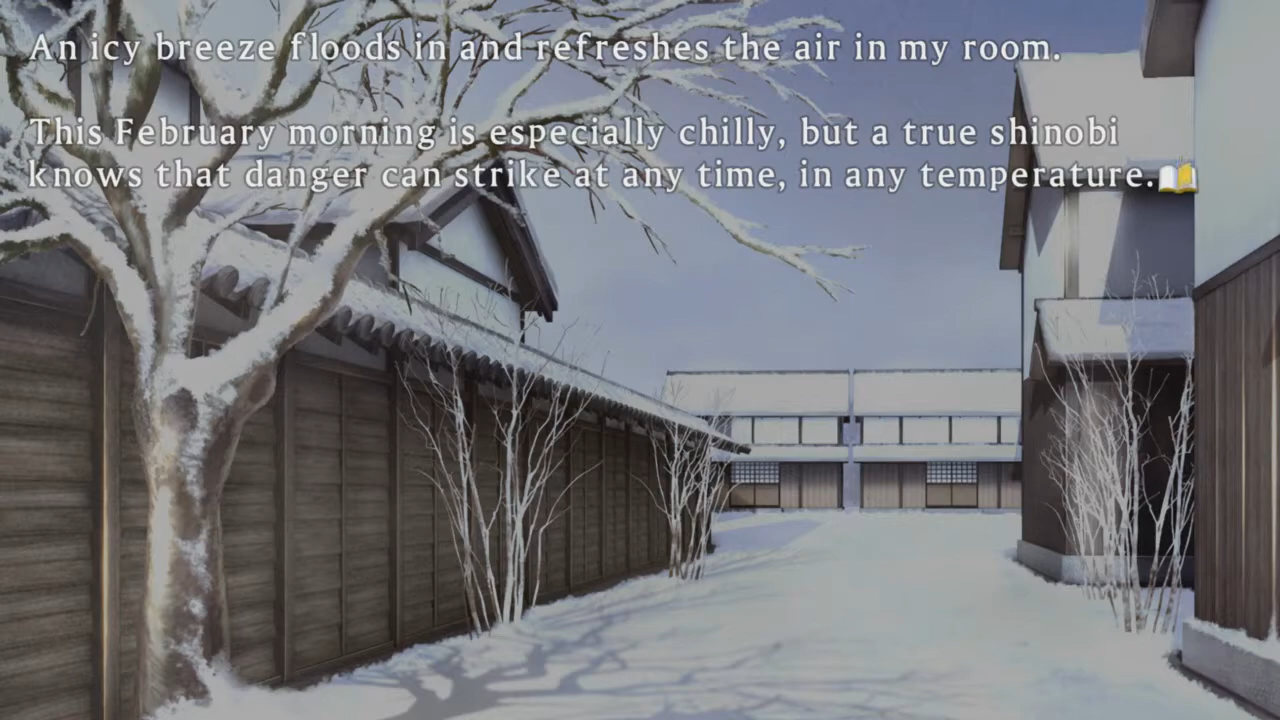 An icy breeze floods in and refreshes the air in my room.
This February morning is especially chilly, but a true shinobi
knows that danger can strike at any time, in any temperature.